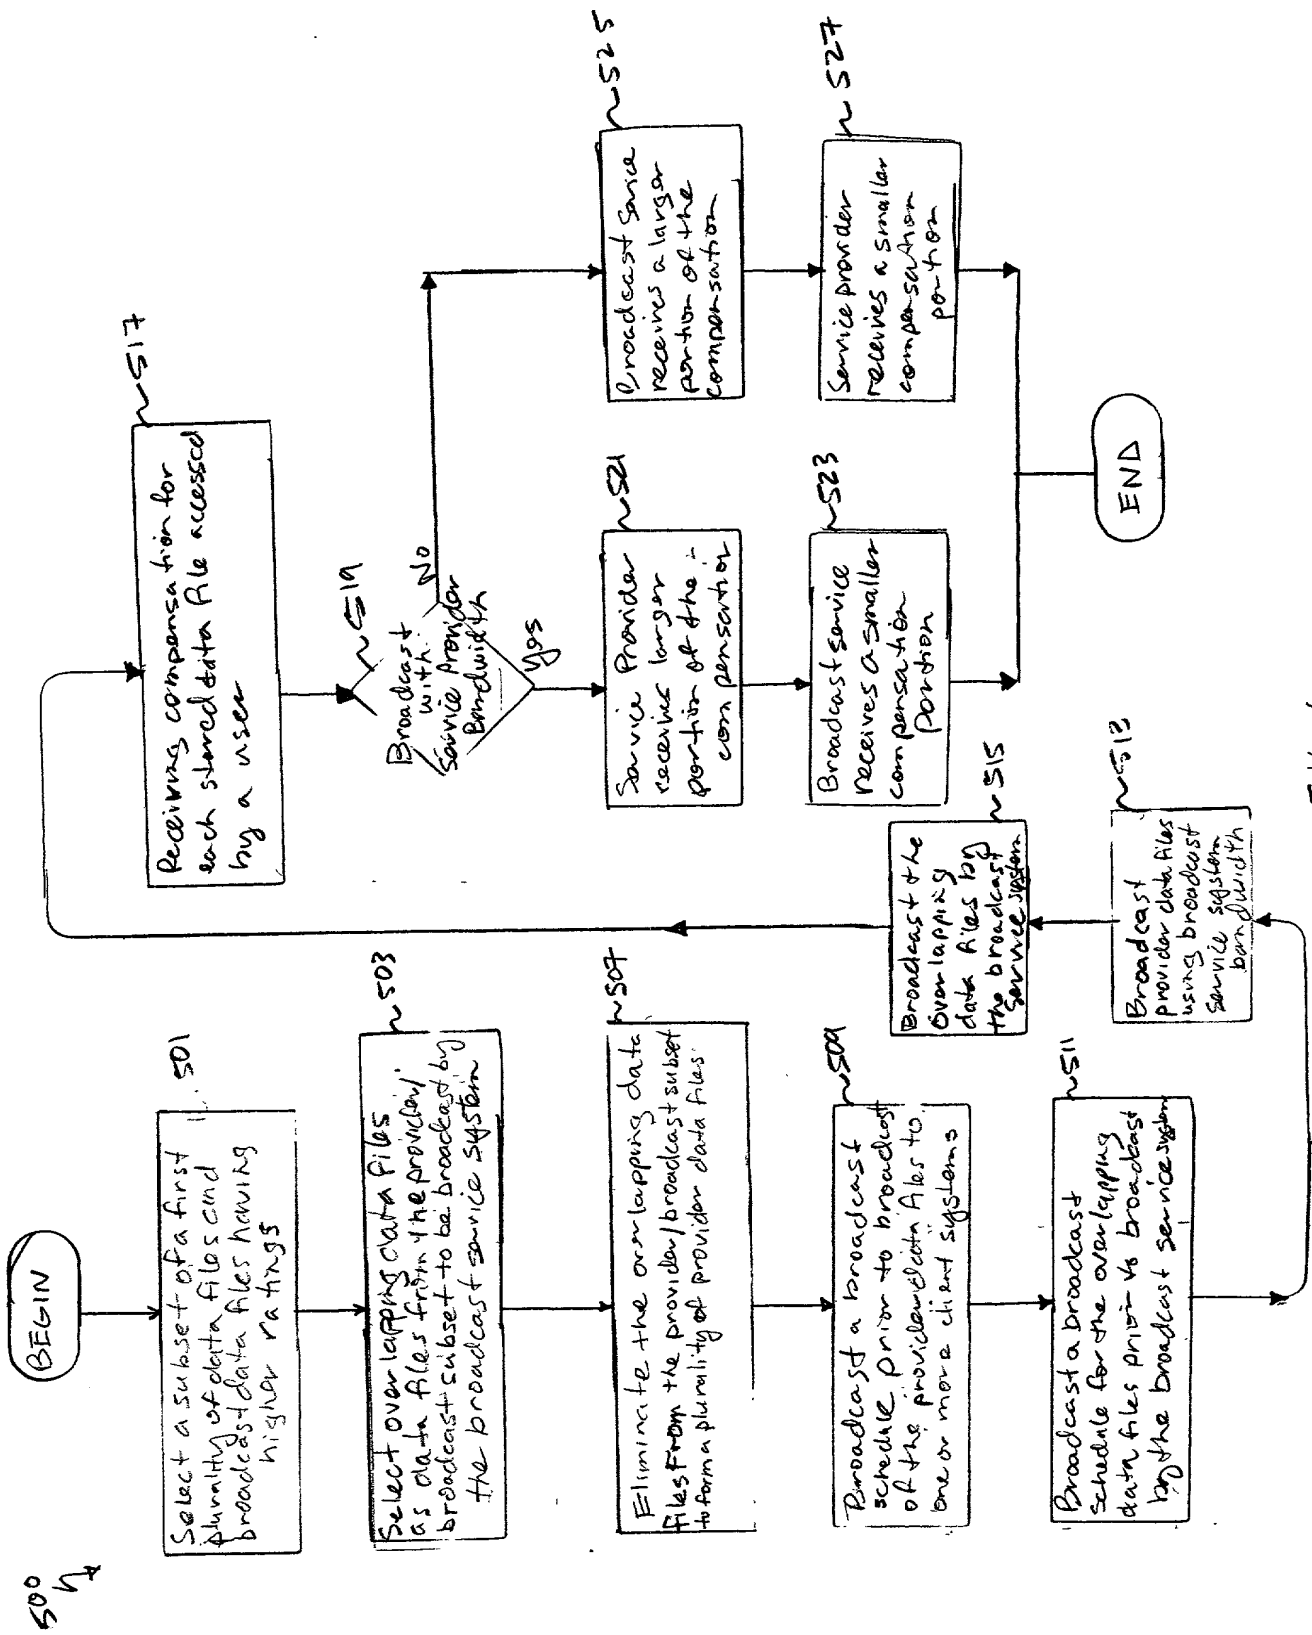 500
BEGIN
Select a subset of a first
plurality of data files and
broadcast data files having
higher ratings
501
Select overlapping data files
as data files from the provider/
broadcast subset to be broadcast by
the broadcast service system
503
Eliminate the overlapping data
files from the provider/broadcast subset
to form a plurality of provider data files.
507
Broadcast a broadcast
schedule prior to broadcast
of the provider data files to
one or more client systems
509
Broadcast a broadcast
schedule for the overlapping
data files prior to broadcast
by the broadcast service system
511
Broadcast
provider data files
using broadcast
service system
bandwidth
513
Broadcast the
overlapping
data files by
the broadcast
service system
515
Receiving compensation for
each stored data file accessed
by a user
517
Broadcast
with
Service Provider
Bandwidth
519
No
Yes
Service Provider
receives larger
portion of the
compensation
521
Broadcast service
receives a smaller
compensation
portion
523
Broadcast Service
receives a larger
portion of the
compensation
525
Service provider
receives a smaller
compensation
portion
527
END